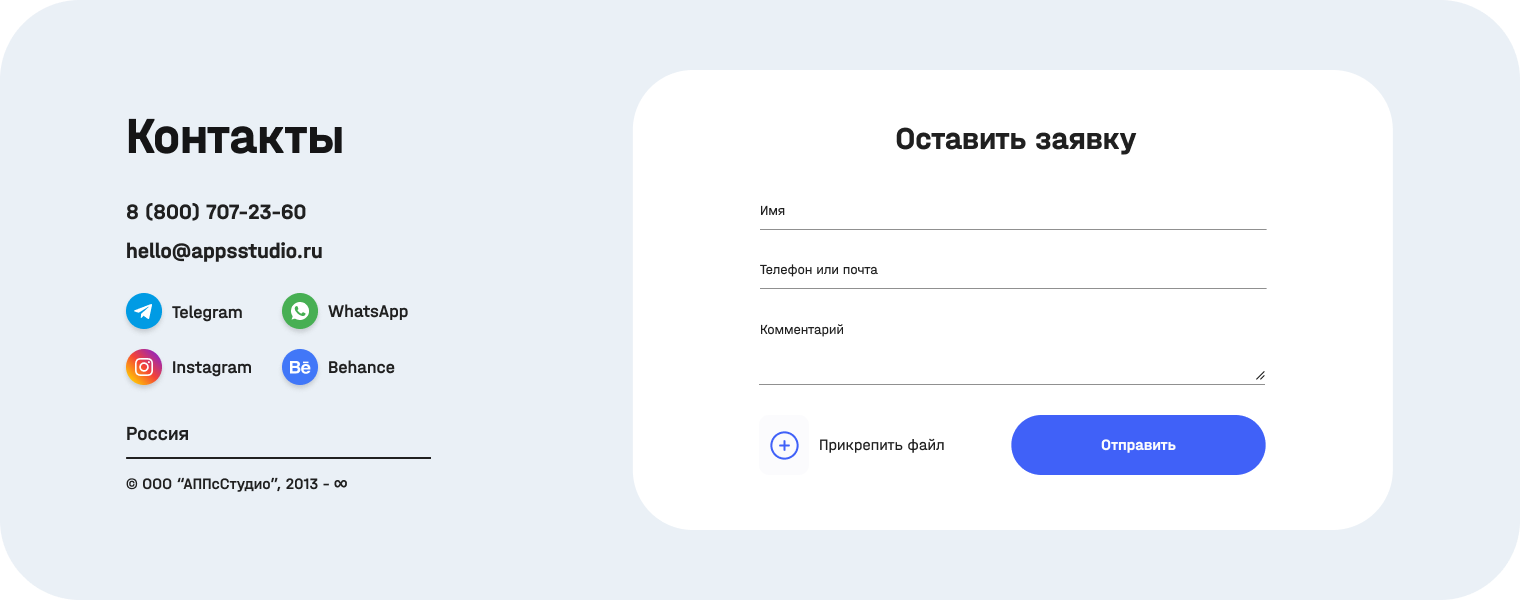 Контакты
8 (800) 707-23-60
hello@appsstudio.ru
Telegram
WhatsApp
Instagram
Bē
Behance
Россия
© ООО “АППсСтудио”, 2013 - ∞
Оставить заявку
Имя
Телефон или почта
Комментарий
Прикрепить файл
Отправить